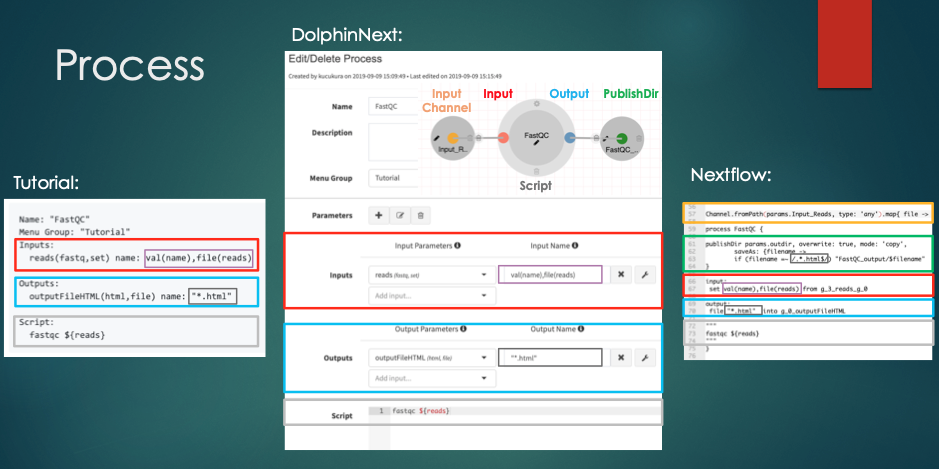 Process
DolphinNext:
Edit/Delete Process
Created by kucukura on 2019-09-09 15:09:49 • Last edited on 2019-09-09 15:15:49
Name
FastQC
Description
Menu Group
Tutorial
Input
Channel
Input
Output
PublishDir
Input_R...
FastQC
FastQC_...
Script
Parameters
Input Parameters
Input Name
Inputs
reads (fastq, set)
val(name),file(reads)
Add input...
Output Parameters
Output Name
Outputs
outputFileHTML (html, file)
"*.html"
Add input...
Script
1 fastqc ${reads}
Tutorial:
Name: "FastQC"
Menu Group: "Tutorial"
Inputs:
reads(fastq,set) name: val(name),file(reads)
Outputs:
outputFileHTML(html,file) name: "*.html"
Script:
fastqc ${reads}
Nextflow:
56
57 Channel.fromPath(params.Input_Reads, type: 'any').map{ file ->
59 process FastQC {
61 publishDir params.outdir, overwrite: true, mode: 'copy',
62 saveAs: {filename ->
63 if (filename =~ /.*.html$/) "FastQC_output/$filename"
64 }
66 input:
67 set val(name),file(reads) from g_3_reads_g_0
69 output:
70 file "*.html" into g_0_outputFileHTML
72 """
73 fastqc ${reads}
74 """
75 }
76